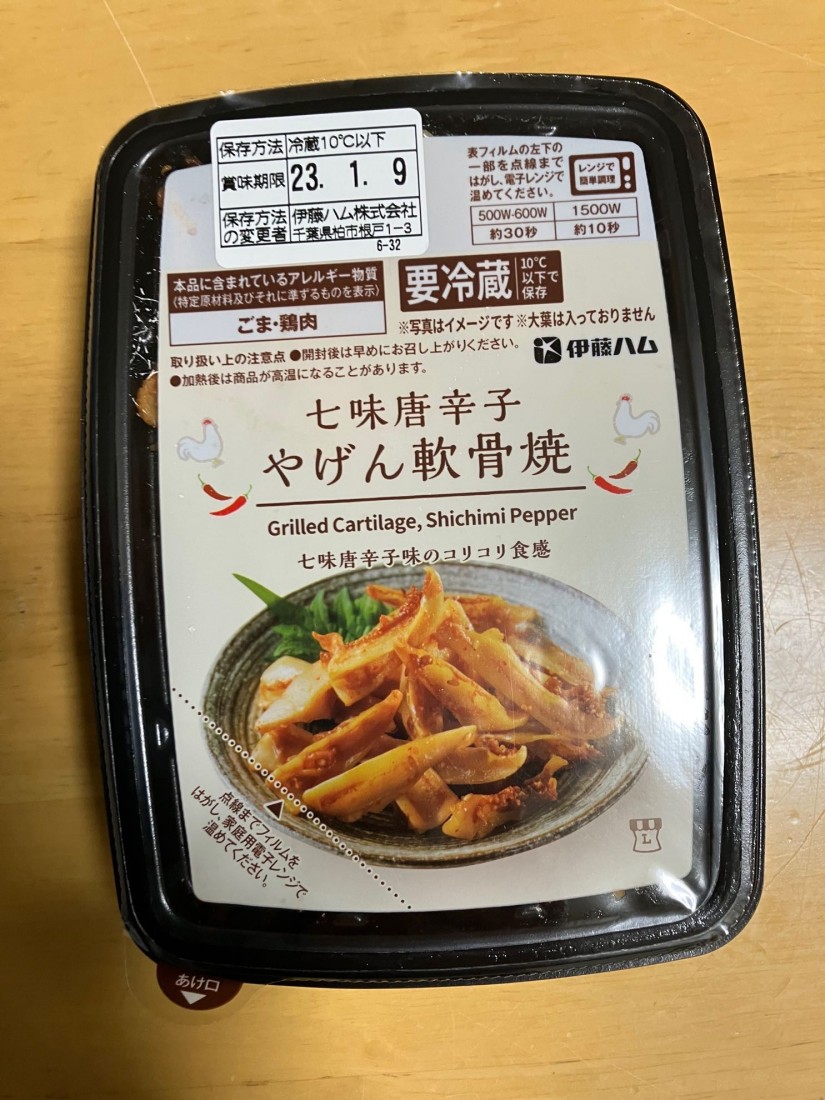 保存方法 冷蔵10℃以下
賞味期限 23. 1. 9
保存方法の変更者 伊藤ハム株式会社
千葉県柏市根戸1-3
6-32
表フィルムの左下の
一部を点線まで
はがし、電子レンジで
温めてください。
レンジで
簡単調理
500W-600W 1500W
約30秒 約10秒
本品に含まれているアレルギー物質
(特定原材料及びそれに準ずるものを表示)
ごま・鶏肉
要冷蔵 10℃以下で保存
※写真はイメージです ※大葉は入っておりません
取り扱い上の注意点 ●開封後は早めにお召し上がりください。
●加熱後は商品が高温になることがあります。
伊藤ハム
七味唐辛子
やげん軟骨焼
Grilled Cartilage, Shichimi Pepper
七味唐辛子味のコリコリ食感
点線までフィルムを
はがし、家庭用電子レンジで
温めてください。
L
あけ口